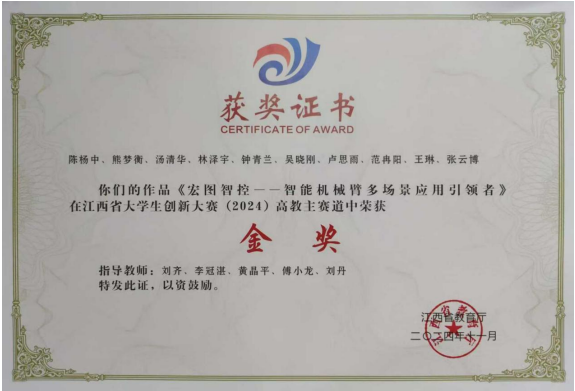 获奖证书
CERTIFICATE OF AWARD
陈杨中、熊梦衡、汤清华、林泽宇、钟青兰、吴晓刚、卢思雨、范冉阳、王琳、张云博
你们的作品《宏图智控——智能机械臂多场景应用引领者》
在江西省大学生创新大赛（2024）高教主赛道中荣获
金奖
指导教师：刘齐、李冠湛、黄晶平、傅小龙、刘丹
特发此证，以资鼓励。
江西省教育厅
二〇二四年十一月